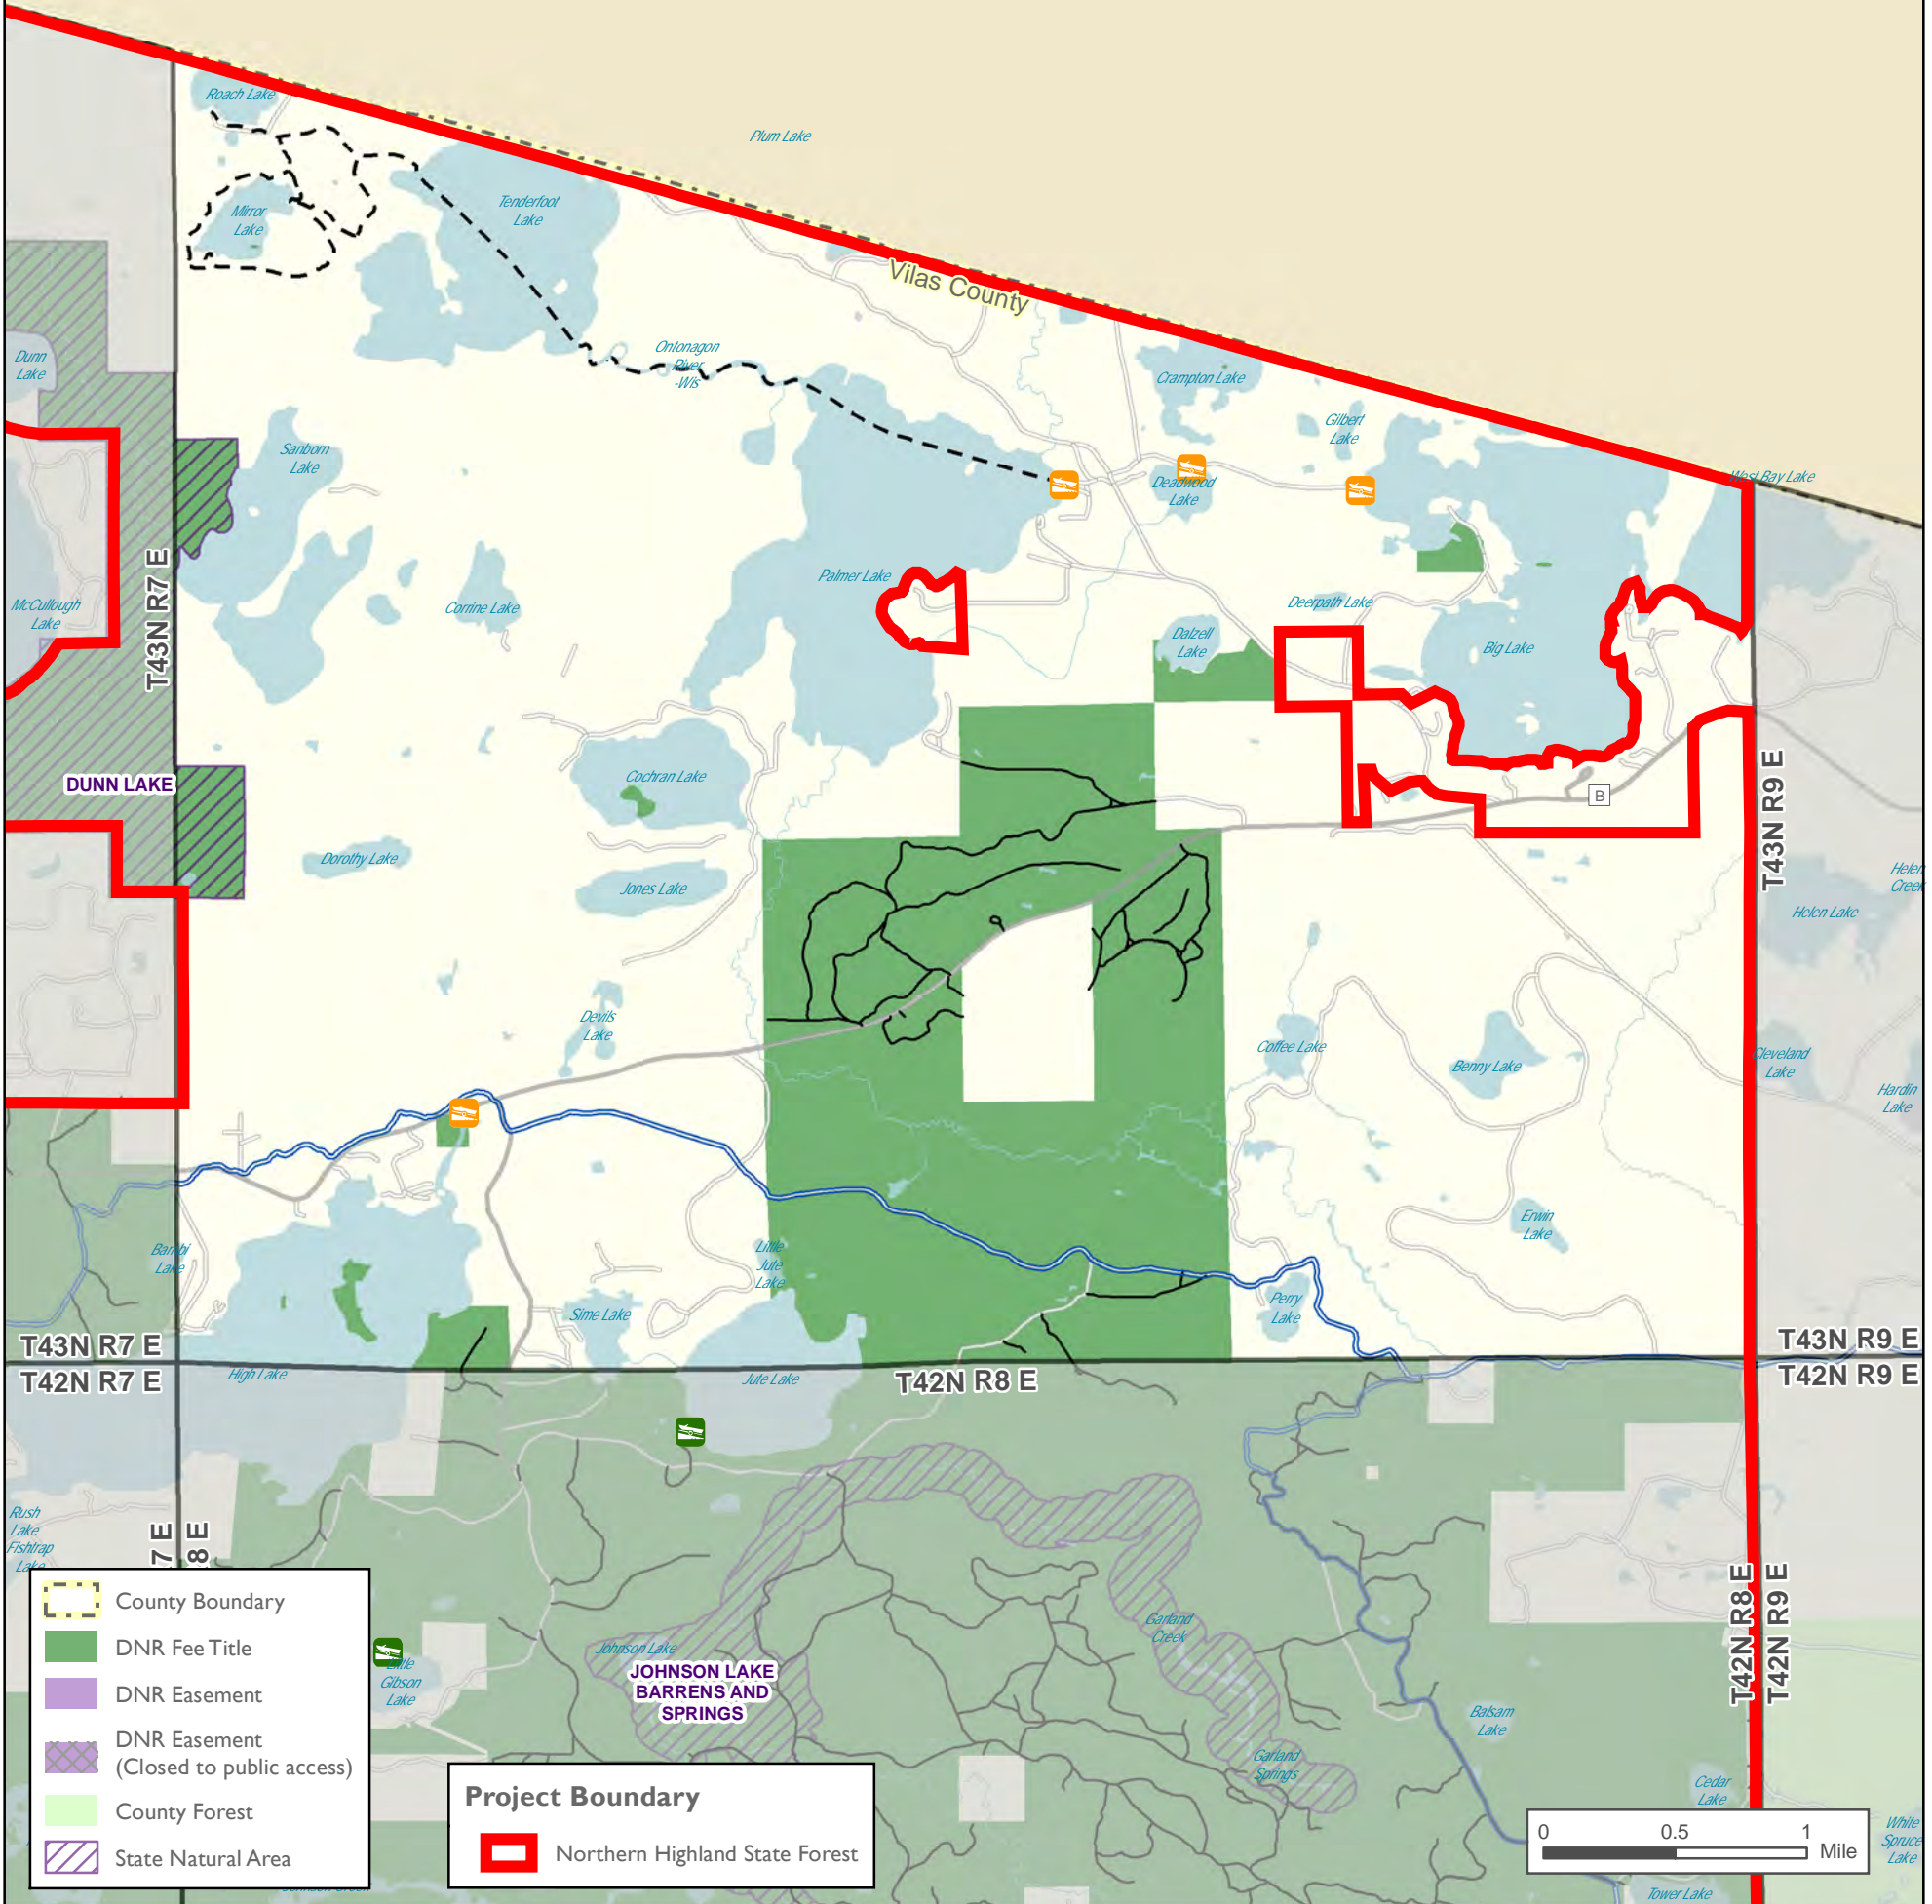 Roach Lake
Plum Lake
Mirror
Lake
Tenderfoot
Lake
Vilas County
Ontonagon
River
-Wis
Dunn
Lake
Crampton Lake
Gilbert
Lake
Sanborn
Lake
Deadwood
Lake
West Bay Lake
T43N R7 E
Palmer Lake
McCullough
Lake
Corrine Lake
Deerpath Lake
Dalzell
Lake
Big Lake
DUNN LAKE
Cochran Lake
B
T43N R9 E
Dorothy Lake
Jones Lake
Helen
Creek
Helen Lake
Devils
Lake
Coffee Lake
Benny Lake
Cleveland
Lake
Hardin
Lake
Bambi
Lake
Little
Jute
Lake
Erwin
Lake
Sime Lake
Perry
Lake
T43N R7 E
T43N R9 E
T42N R7 E
High Lake
Jute Lake
T42N R8 E
T42N R9 E
Rush
Lake
Fishtrap
Lake
7 E
8 E
Johnson Lake
Garland
Creek
Little
Gibson
Lake
JOHNSON LAKE
BARRENS AND
SPRINGS
T42N R8 E
T42N R9 E
Balsam
Lake
Garland
Springs
Cedar
Lake
White
Spruce
Lake
Tower Lake
County Boundary
DNR Fee Title
DNR Easement
DNR Easement
(Closed to public access)
County Forest
State Natural Area
Project Boundary
Northern Highland State Forest
0 0.5 1
Mile